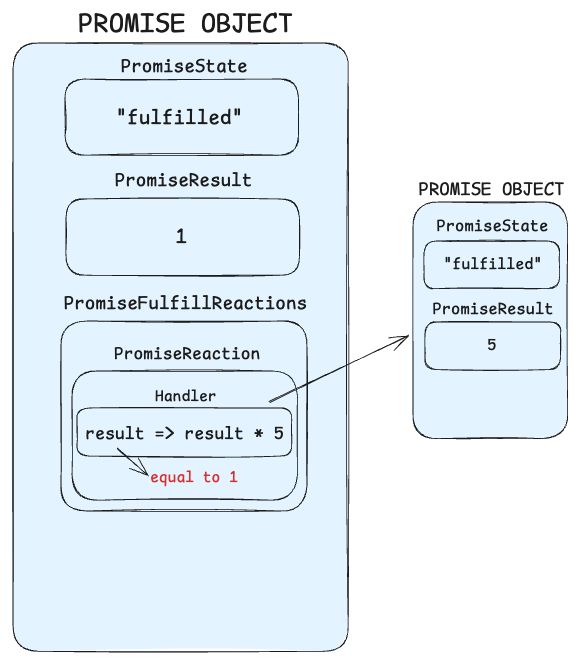 PROMISE OBJECT
PromiseState
"fulfilled"
PromiseResult
1
PromiseFulfillReactions
PromiseReaction
Handler
result => result * 5
equal to 1
PROMISE OBJECT
PromiseState
"fulfilled"
PromiseResult
5